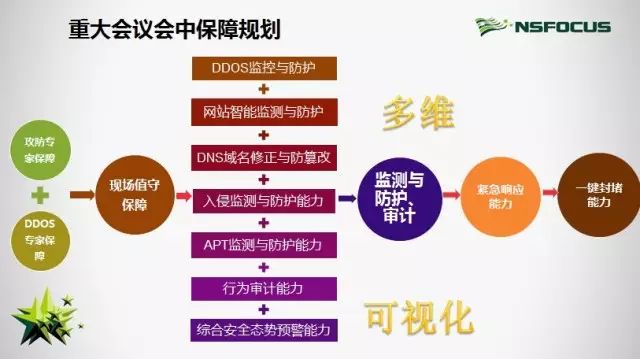 重大会议会中保障规划
NSFOCUS
DDOS监控与防护
+
网站智能监测与防护
+
DNS域名修正与防篡改
+
入侵监测与防护能力
+
APT监测与防护能力
+
行为审计能力
+
综合安全态势预警能力
攻防专
家保障
+
DDOS
专家保
障
现场值守
保障
多维
监测与
防护、
审计
可视化
紧急响应
能力
一键封堵
能力